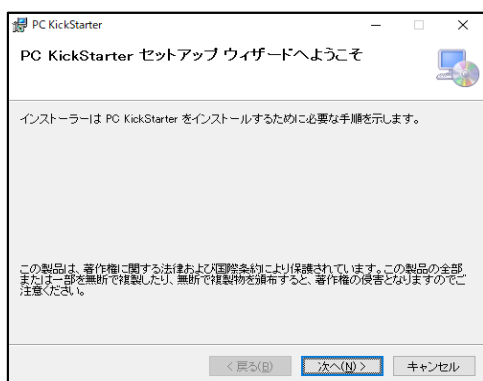 PC KickStarter
PC KickStarter セットアップ ウィザードへようこそ
インストーラーは PC KickStarter をインストールするために必要な手順を示します。
この製品は、著作権に関する法律および国際条約により保護されています。この製品の全部
または一部を無断で複製したり、無断で複製物を頒布すると、著作権の侵害となりますのでご
注意ください。
< 戻る(B) 次へ(N) > キャンセル